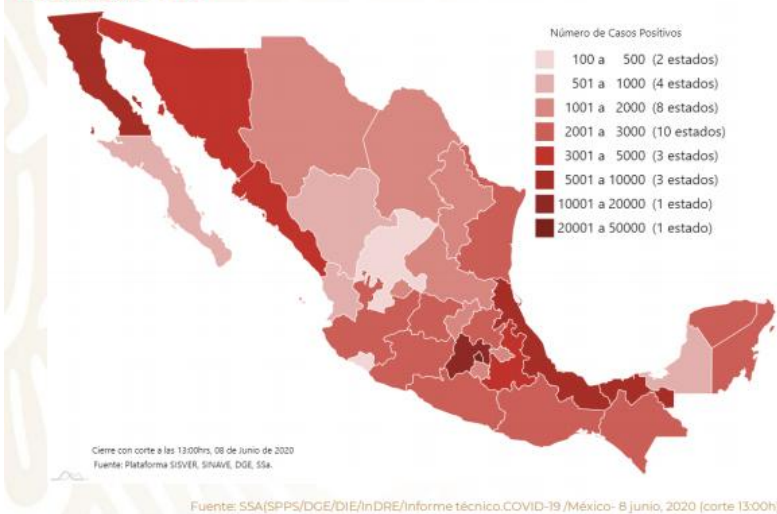 Número de Casos Positivos
100 a 500 (2 estados)
501 a 1000 (4 estados)
1001 a 2000 (8 estados)
2001 a 3000 (10 estados)
3001 a 5000 (3 estados)
5001 a 10000 (3 estados)
10001 a 20000 (1 estado)
20001 a 50000 (1 estado)
Cierre con corte a las 13:00hrs, 08 de Junio de 2020
Fuente: Plataforma SISVER, SINAVE, DGE, SSa.
Fuente: SSA(SPPS/DGE/DIE/InDRE/Informe técnico.COVID-19 /México- 8 junio, 2020 (corte 13:00h